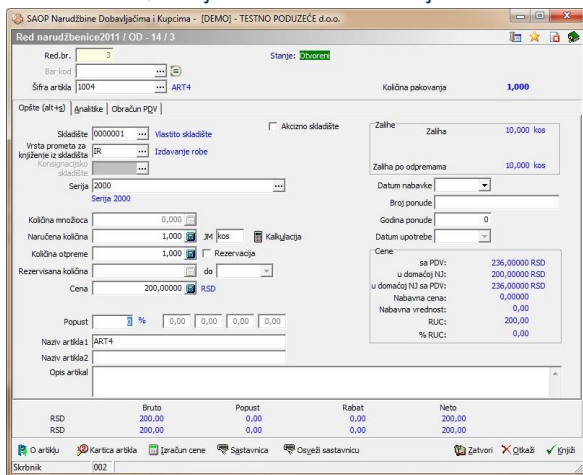 SAOP Narudžbine Dobavljačima i Kupcima - [DEMO] - TESTNO PODUZEĆE d.o.o.
Red narudžbenice2011 / OD - 14 / 3
Red.br. 3 Stanje: Otvoreni
Bar kod ...
Šifra artikla 1004 ... ART4 Količina pakovanja 1,000
Opšte (alt+s) Analitike Obračun PDV
Skladište 0000001 ... Vlastito skladište Akcizno skladište
Vrsta prometa za knjiženje iz skladišta IR ... Izdavanje robe
Konsignacijsko skladište ...
Serija 2000 ...
Serija 2000
Zalihe
Zaliha 10,000 kos
Zaliha po odpremama 10,000 kos
Datum nabavke
Broj ponude
Godina ponude 0
Datum upotrebe
Količina množioca 0,000
Naručena količina 1,000 JM kos Kalkulacija
Količina otpreme 1,000 Rezervacija
Rezervisana količina do
Cena 200,00000 RSD
Cene
sa PDV: 236,00000 RSD
u domaćoj NJ: 200,00000 RSD
u domaćoj NJ sa PDV: 236,00000 RSD
Nabavna cena: 0,00000
Nabavna vrednost: 0,00
RUC: 200,00
% RUC: 0,00
Popust 0 % 0,00 0,00 0,00 0,00
Naziv artikla1 ART4
Naziv artikla2
Opis artikal
Bruto Popust Rabat Neto
RSD 200,00 0,00 0,00 200,00
RSD 200,00 0,00 0,00 200,00
O artiklu Kartica artikla Izračun cene Sastavnica Osveži sastavnicu Zatvori Otkaži Knjiži
Skrbnik 002